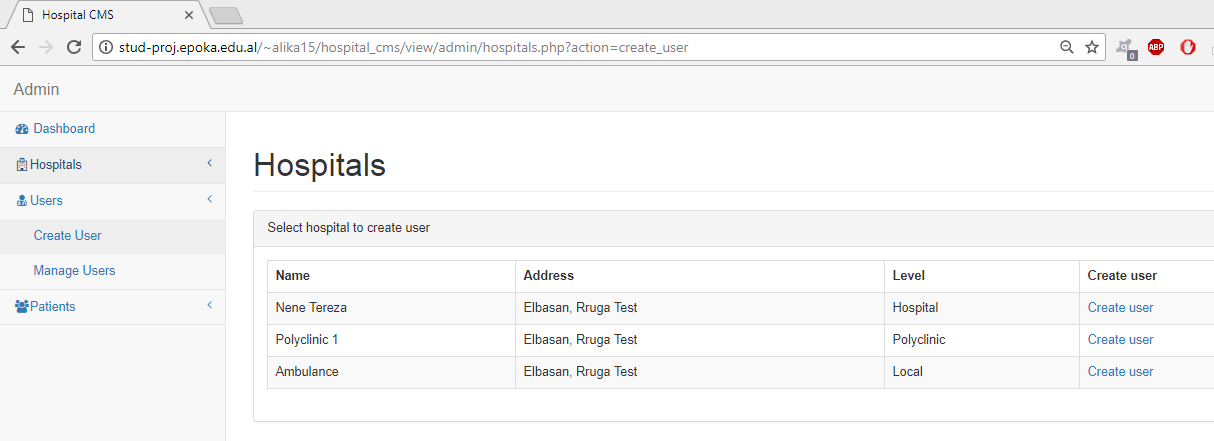 Hospital CMS
stud-proj.epoka.edu.al/~alika15/hospital_cms/view/admin/hospitals.php?action=create_user
0
ABP
Admin
Dashboard
Hospitals
Users
Create User
Manage Users
Patients
Hospitals
Select hospital to create user
Name Address Level Create user
Nene Tereza Elbasan, Rruga Test Hospital Create user
Polyclinic 1 Elbasan, Rruga Test Polyclinic Create user
Ambulance Elbasan, Rruga Test Local Create user